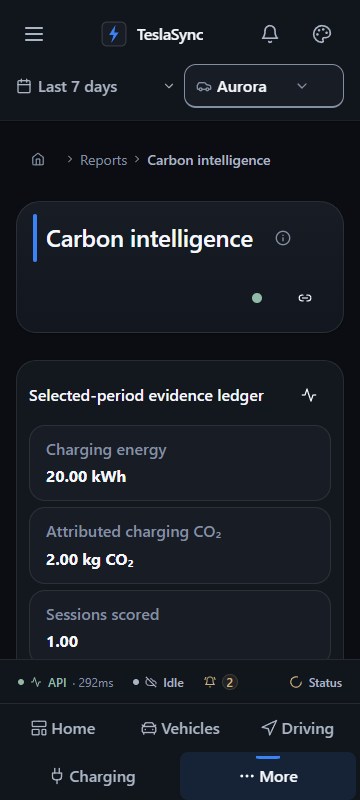 TeslaSync
Last 7 days
Aurora
Reports
Carbon intelligence
Carbon intelligence
Selected-period evidence ledger
Charging energy
20.00 kWh
Attributed charging CO₂
2.00 kg CO₂
Sessions scored
1.00
API · 292ms
Idle
2
Status
Home
Vehicles
Driving
Charging
More